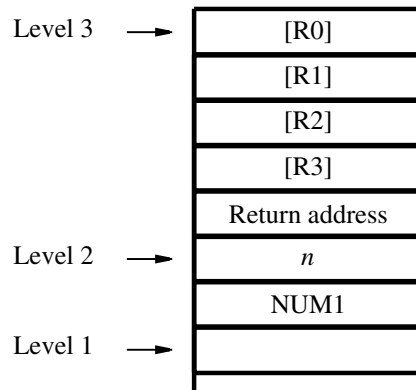 Level 3 [R0]
[R1]
[R2]
[R3]
Return address
Level 2 n
NUM1
Level 1